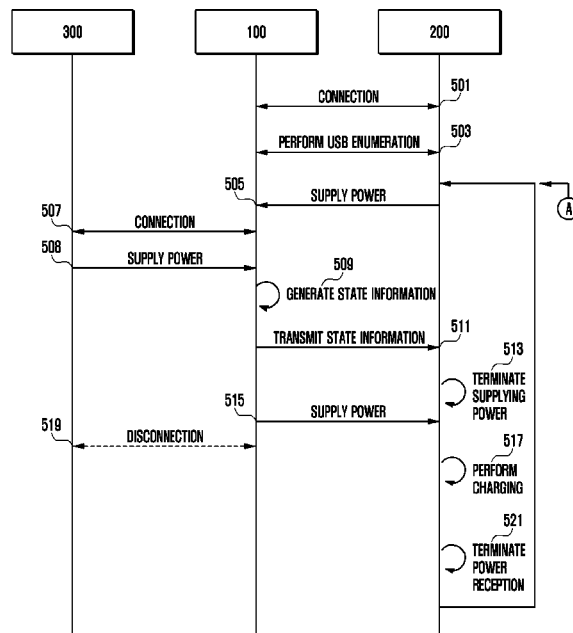 300 100 200
501
CONNECTION
503
PERFORM USB ENUMERATION
505
SUPPLY POWER
A
507
CONNECTION
508
SUPPLY POWER
509
GENERATE STATE INFORMATION
TRANSMIT STATE INFORMATION
511
513
TERMINATE
SUPPLYING
POWER
515
SUPPLY POWER
519
DISCONNECTION
517
PERFORM
CHARGING
521
TERMINATE
POWER
RECEPTION